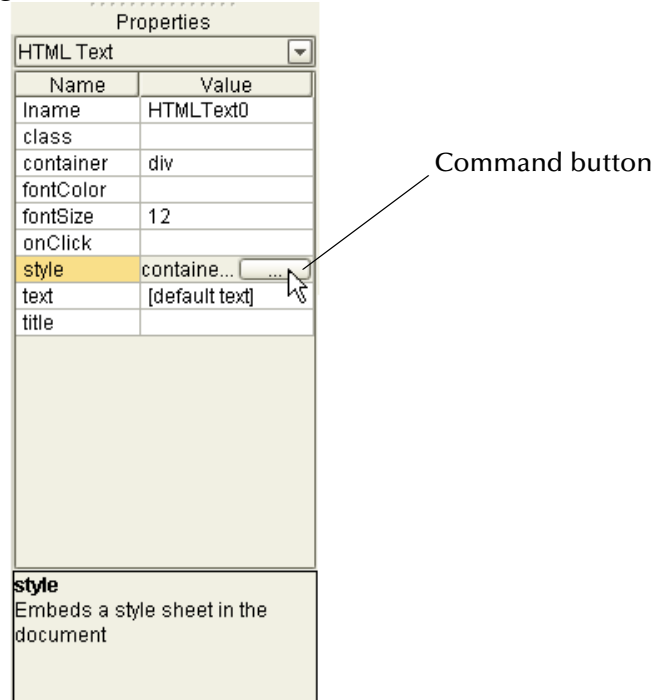 Properties
HTML Text
Name Value
Iname HTMLText0
class
container div
Command button
fontColor
fontSize 12
onClick
style containe... ...
text [default text]
title
style
Embeds a style sheet in the
document